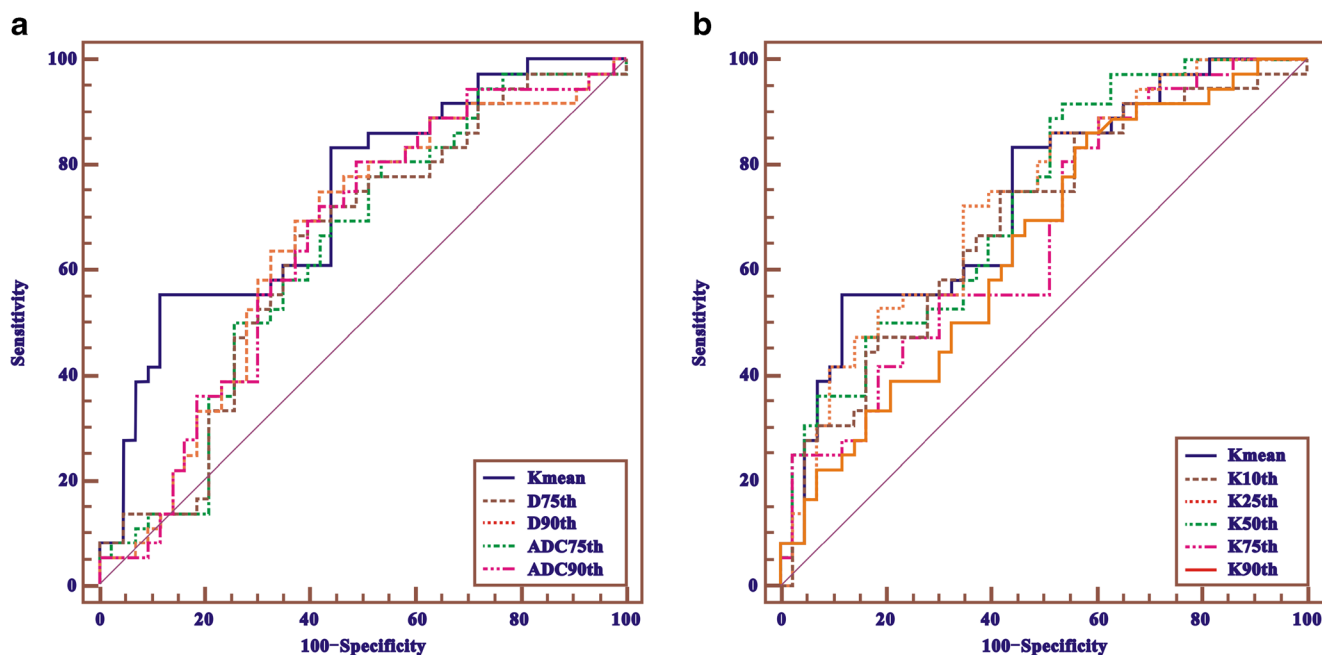 a
100
80
60
40
20
0
Sensitivity
0 20 40 60 80 100
100-Specificity
Kmean
D75th
D90th
ADC75th
ADC90th
b
100
80
60
40
20
0
Sensitivity
0 20 40 60 80 100
100-Specificity
Kmean
K10th
K25th
K50th
K75th
K90th